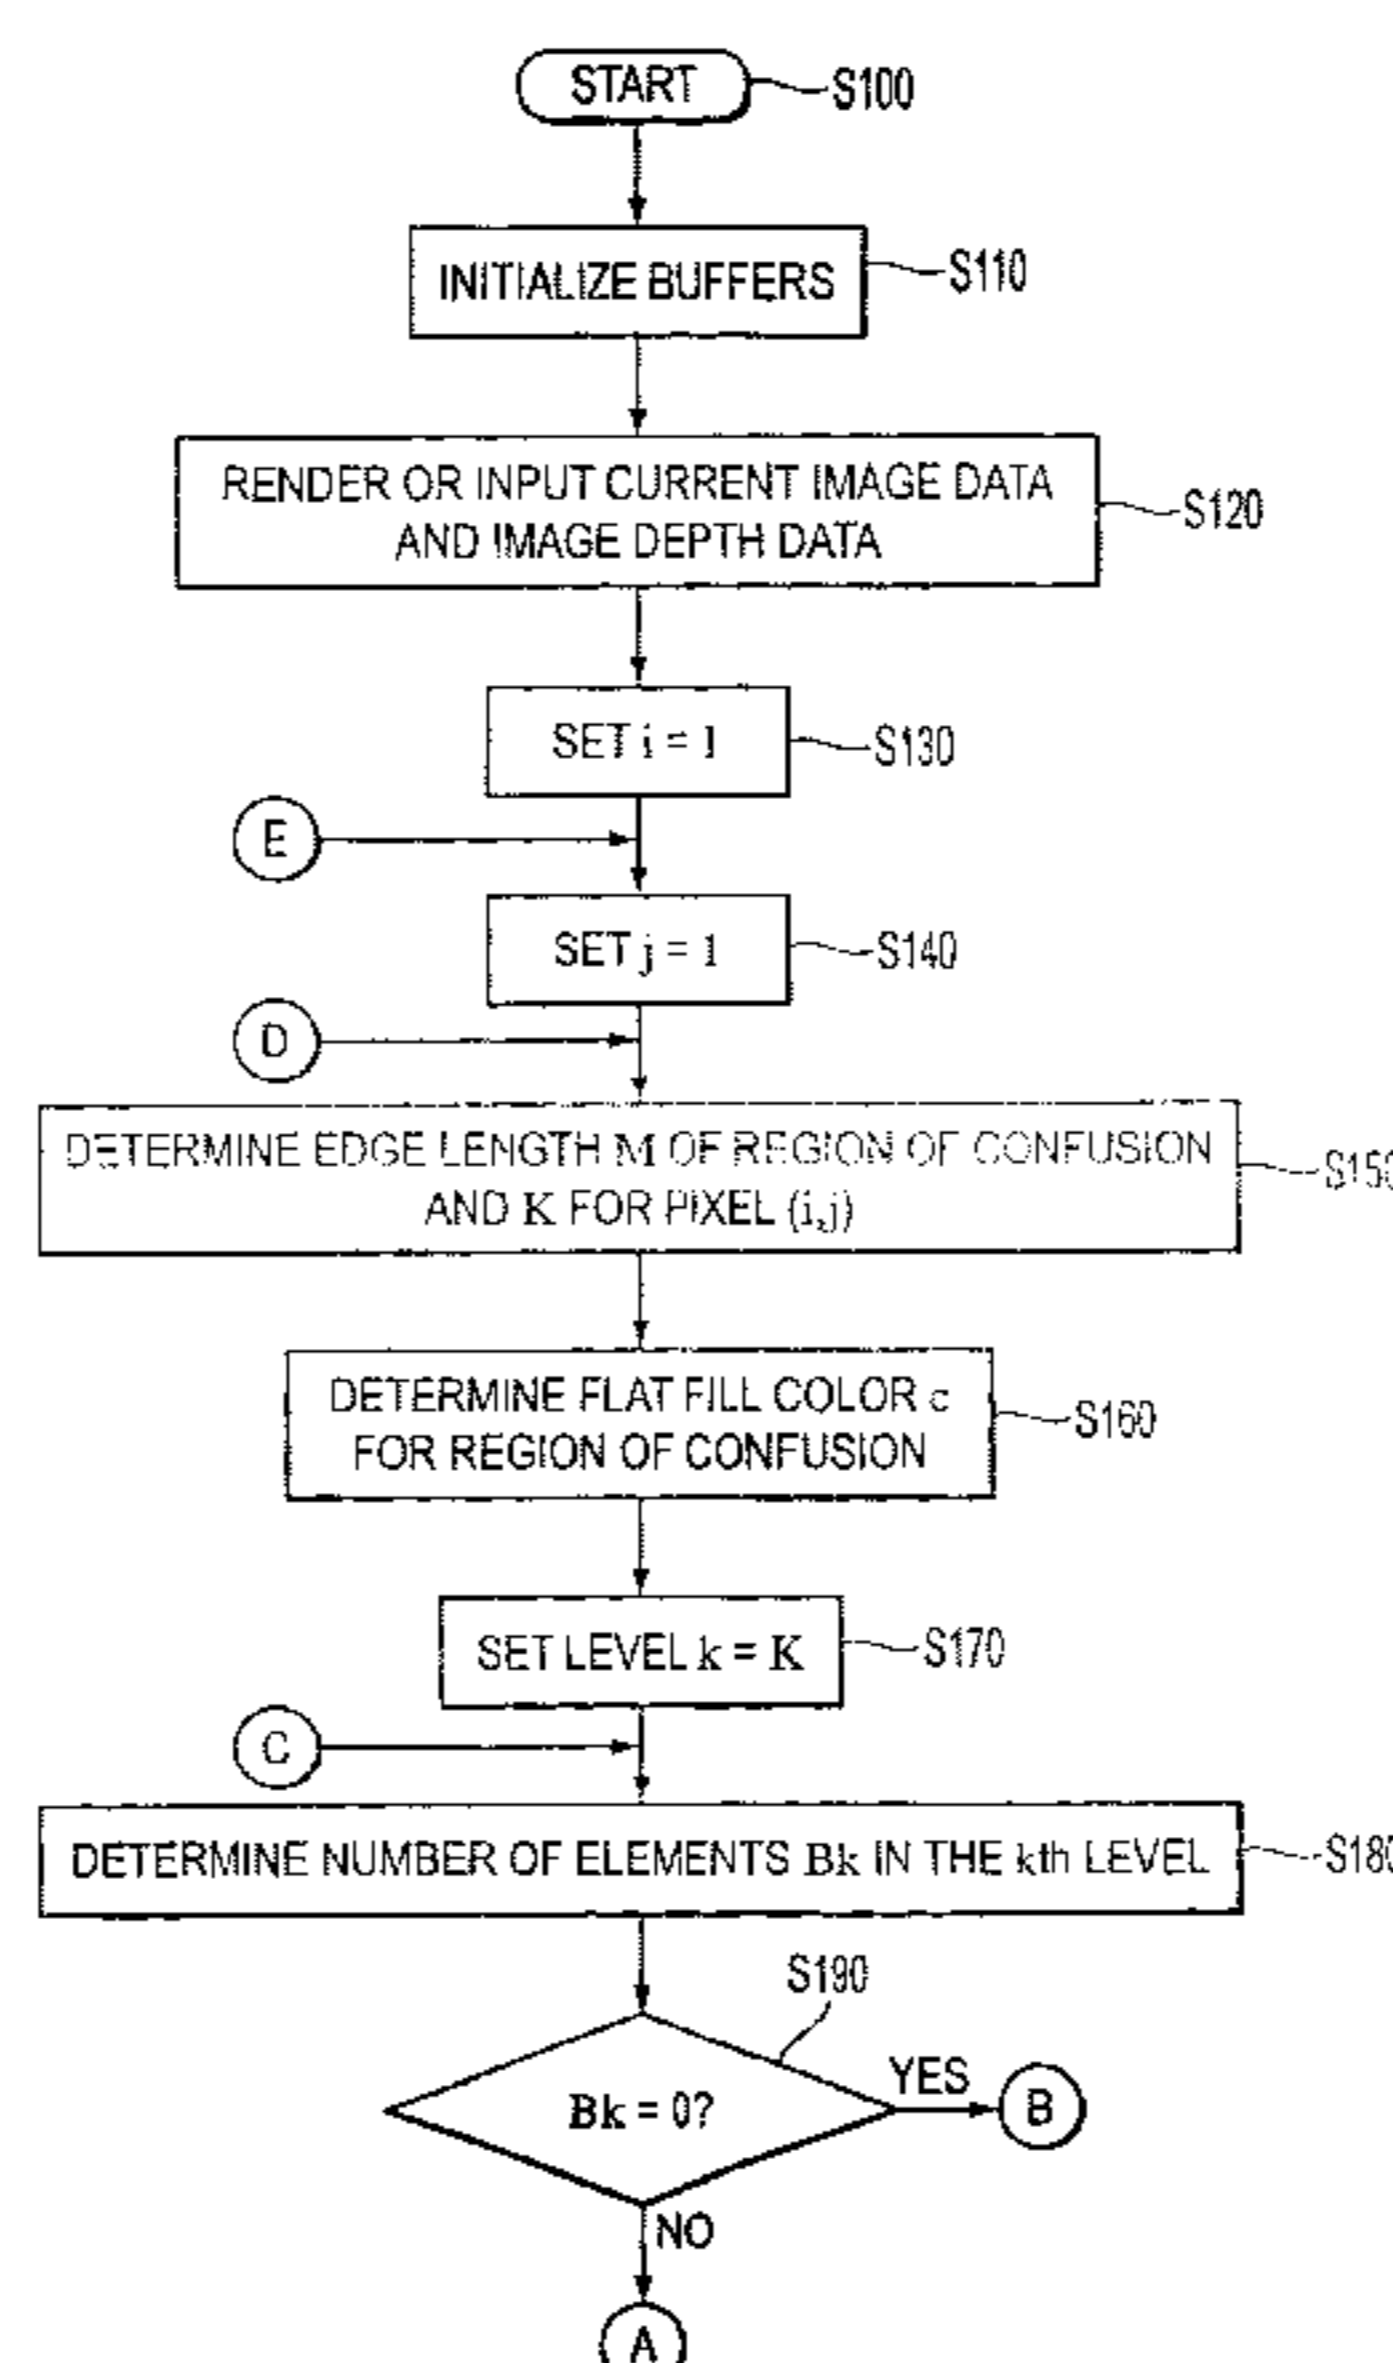 START
S100
INITIALIZE BUFFERS
S110
RENDER OR INPUT CURRENT IMAGE DATA
AND IMAGE DEPTH DATA
S120
SET i = 1
S130
E
SET j = 1
S140
D
DETERMINE EDGE LENGTH M OF REGION OF CONFUSION
AND K FOR PIXEL (i,j)
S150
DETERMINE FLAT FILL COLOR c
FOR REGION OF CONFUSION
S160
SET LEVEL k = K
S170
C
DETERMINE NUMBER OF ELEMENTS Bk IN THE kth LEVEL
S180
S190
Bk = 0?
YES
B
NO
A